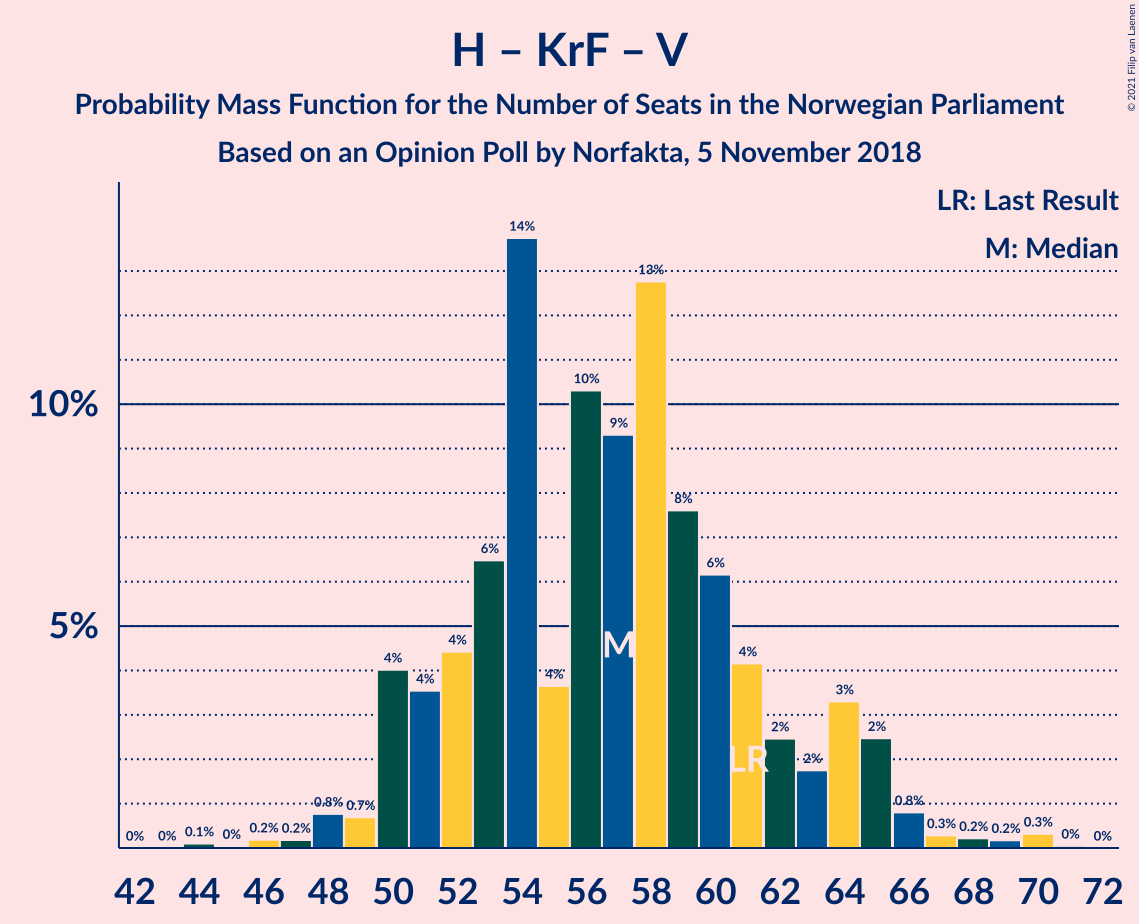 H – KrF – V
Probability Mass Function for the Number of Seats in the Norwegian Parliament
Based on an Opinion Poll by Norfakta, 5 November 2018
© 2021 Filip van Laenen
LR: Last Result
M: Median
10%
5%
0% 0% 0.1% 0% 0.2% 0.2% 0.8% 0.7% 4% 4% 4% 6% 14% 4% 10% 9% 13% 8% 6% 4% 2% 2% 3% 2% 0.8% 0.3% 0.2% 0.2% 0.3% 0% 0%
M
LR
42 44 46 48 50 52 54 56 58 60 62 64 66 68 70 72